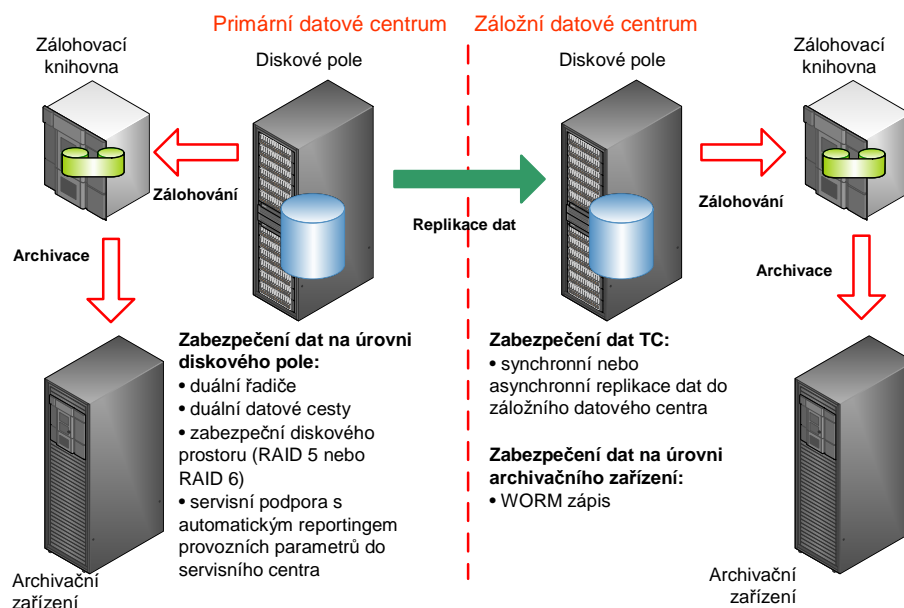 Primární datové centrum
Záložní datové centrum
Zálohovací
knihovna
Diskové pole
Diskové pole
Zálohovací
knihovna
Zálohování
Replikace dat
Zálohování
Archivace
Archivace
Zabezpečení dat na úrovni
diskového pole:
• duální řadiče
• duální datové cesty
• zabezpeční diskového
prostoru (RAID 5 nebo
RAID 6)
• servisní podpora s
automatickým reportingem
provozních parametrů do
servisního centra
Zabezpečení dat TC:
• synchronní nebo
asynchronní replikace dat do
záložního datového centra
Zabezpečení dat na úrovni
archivačního zařízení:
• WORM zápis
Archivační
zařízení
Archivační
zařízení